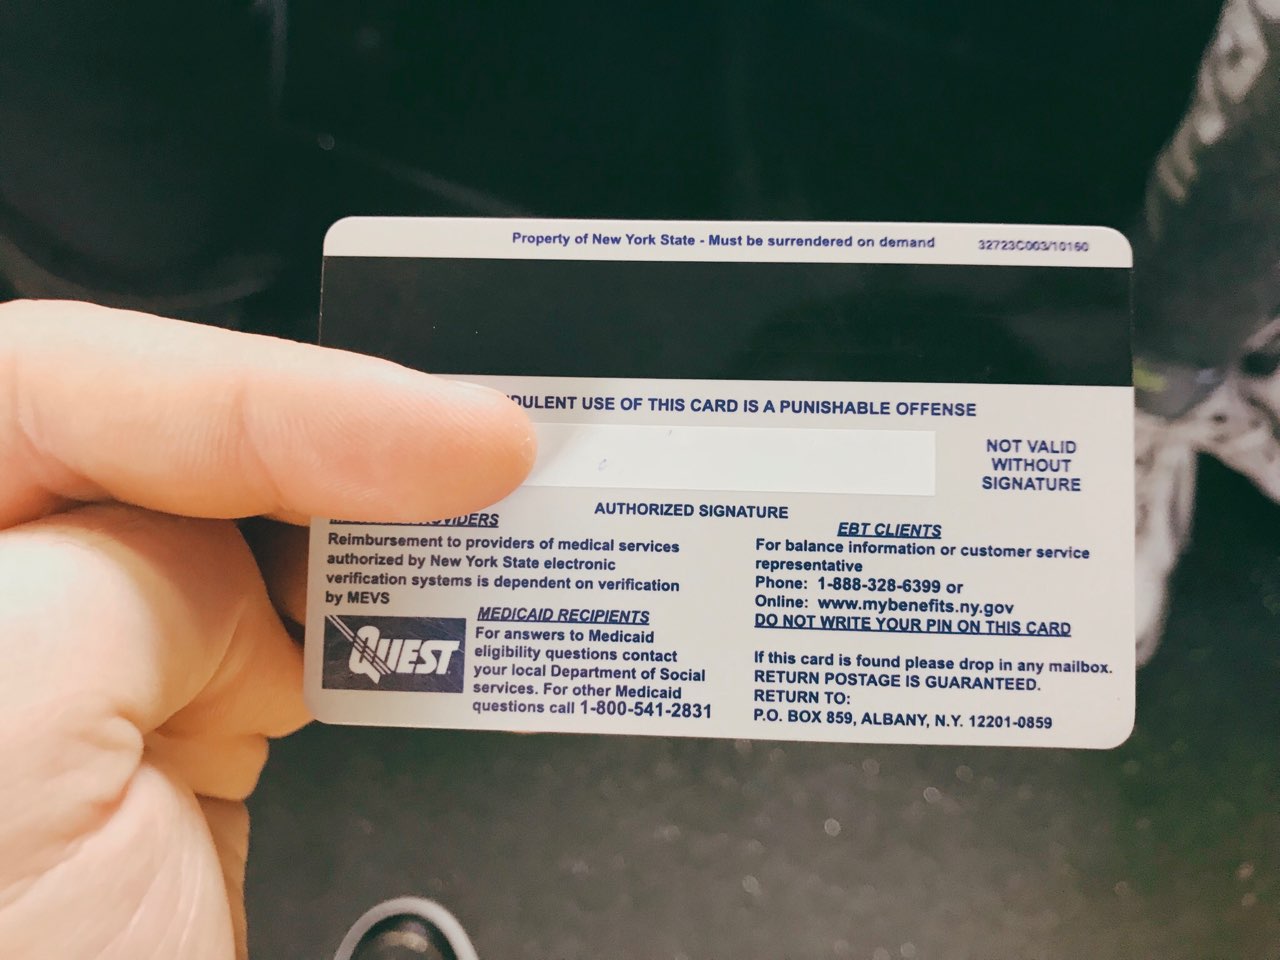 Property of New York State - Must be surrendered on demand 32723C003/10160
USE OF THIS CARD IS A PUNISHABLE OFFENSE
NOT VALID
WITHOUT
SIGNATURE
AUTHORIZED SIGNATURE
PROVIDERS
Reimbursement to providers of medical services
authorized by New York State electronic
verification systems is dependent on verification
by MEVS
QUEST
MEDICAID RECIPIENTS
For answers to Medicaid
eligibility questions contact
your local Department of Social
services. For other Medicaid
questions call 1-800-541-2831
EBT CLIENTS
For balance information or customer service
representative
Phone: 1-888-328-6399 or
Online: www.mybenefits.ny.gov
DO NOT WRITE YOUR PIN ON THIS CARD
If this card is found please drop in any mailbox.
RETURN POSTAGE IS GUARANTEED.
RETURN TO:
P.O. BOX 859, ALBANY, N.Y. 12201-0859